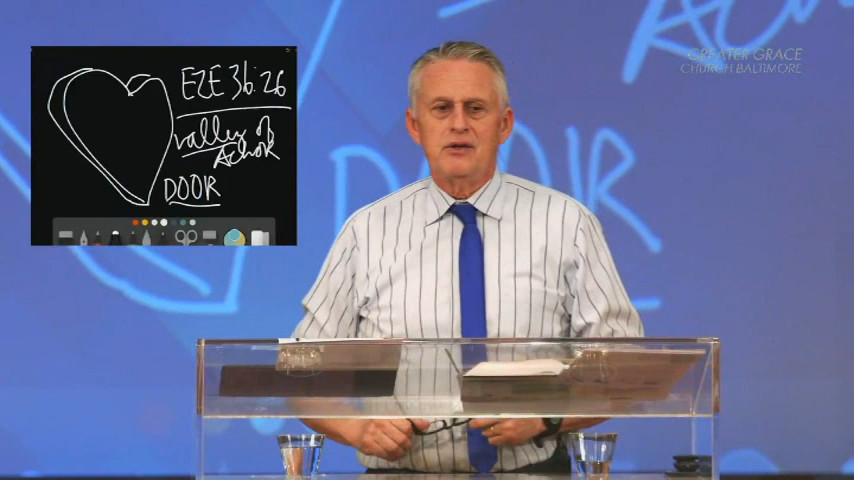 EZE 36:26
valley of
Achor
DOOR
GREATER GRACE
CHURCH BALTIMORE